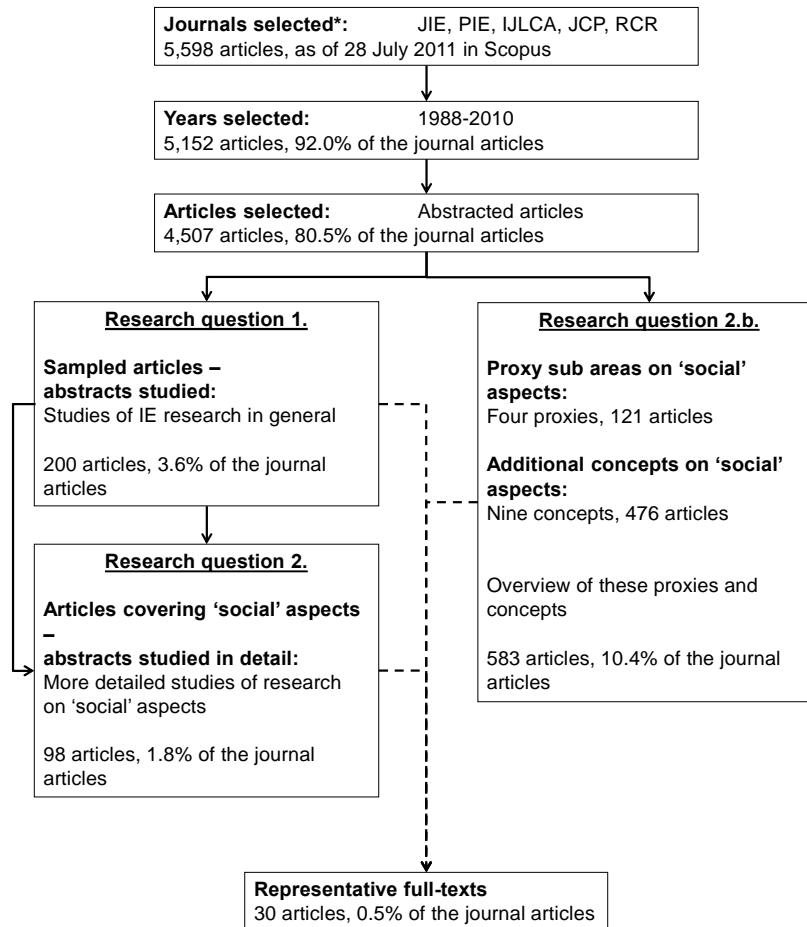 Journals selected*: JIE, PIE, IJLCA, JCP, RCR
5,598 articles, as of 28 July 2011 in Scopus
Years selected: 1988-2010
5,152 articles, 92.0% of the journal articles
Articles selected: Abstracted articles
4,507 articles, 80.5% of the journal articles
Research question 1.
Sampled articles –
abstracts studied:
Studies of IE research in general
200 articles, 3.6% of the journal
articles
Research question 2.
Articles covering ‘social’ aspects
–
abstracts studied in detail:
More detailed studies of research
on ‘social’ aspects
98 articles, 1.8% of the journal
articles
Research question 2.b.
Proxy sub areas on ‘social’
aspects:
Four proxies, 121 articles
Additional concepts on ‘social’
aspects:
Nine concepts, 476 articles
Overview of these proxies and
concepts
583 articles, 10.4% of the journal
articles
Representative full-texts
30 articles, 0.5% of the journal articles